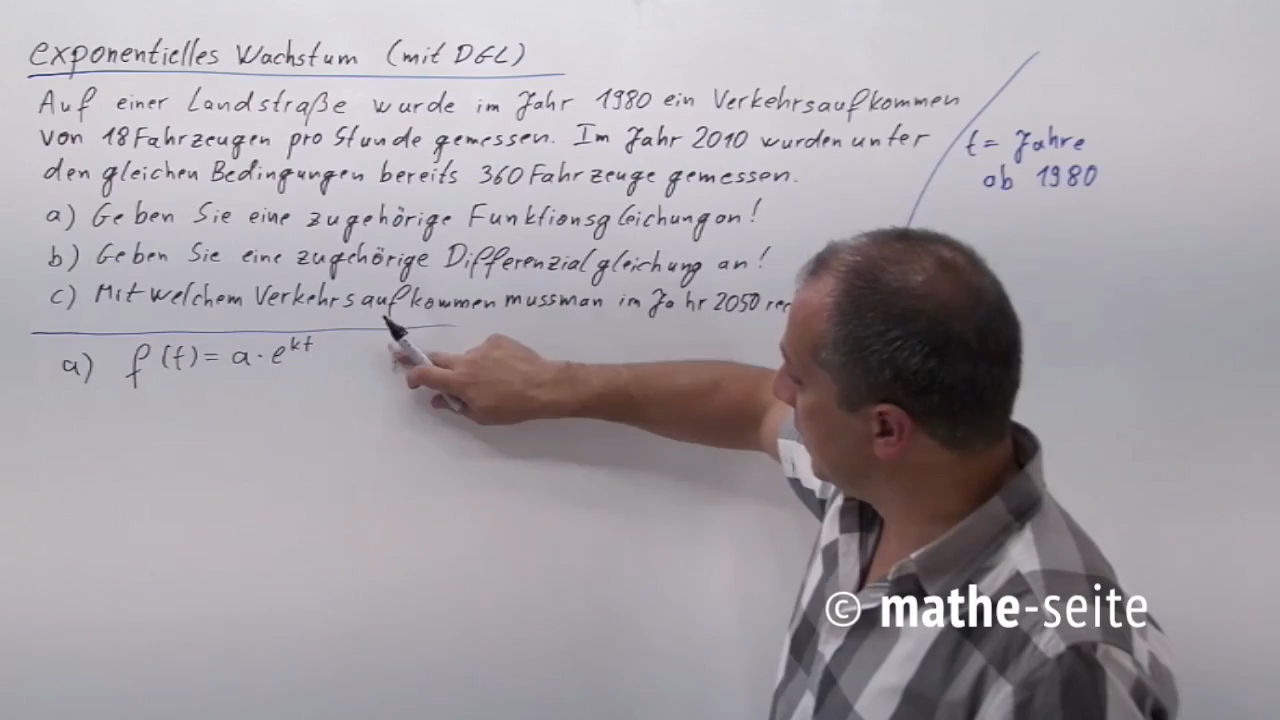 exponentielles Wachstum (mit DGL)
Auf einer Landstraße wurde im Jahr 1980 ein Verkehrsaufkommen
von 18 Fahrzeugen pro Stunde gemessen. Im Jahr 2010 wurden unter
den gleichen Bedingungen bereits 360 Fahrzeuge gemessen.
a) Geben Sie eine zugehörige Funktionsgleichung an!
b) Geben Sie eine zugehörige Differenzialgleichung an!
c) Mit welchem Verkehrsaufkommen muss man im Jahr 2050
t = Jahre
ab 1980
a) f(t) = a · e^kt
© mathe-seite